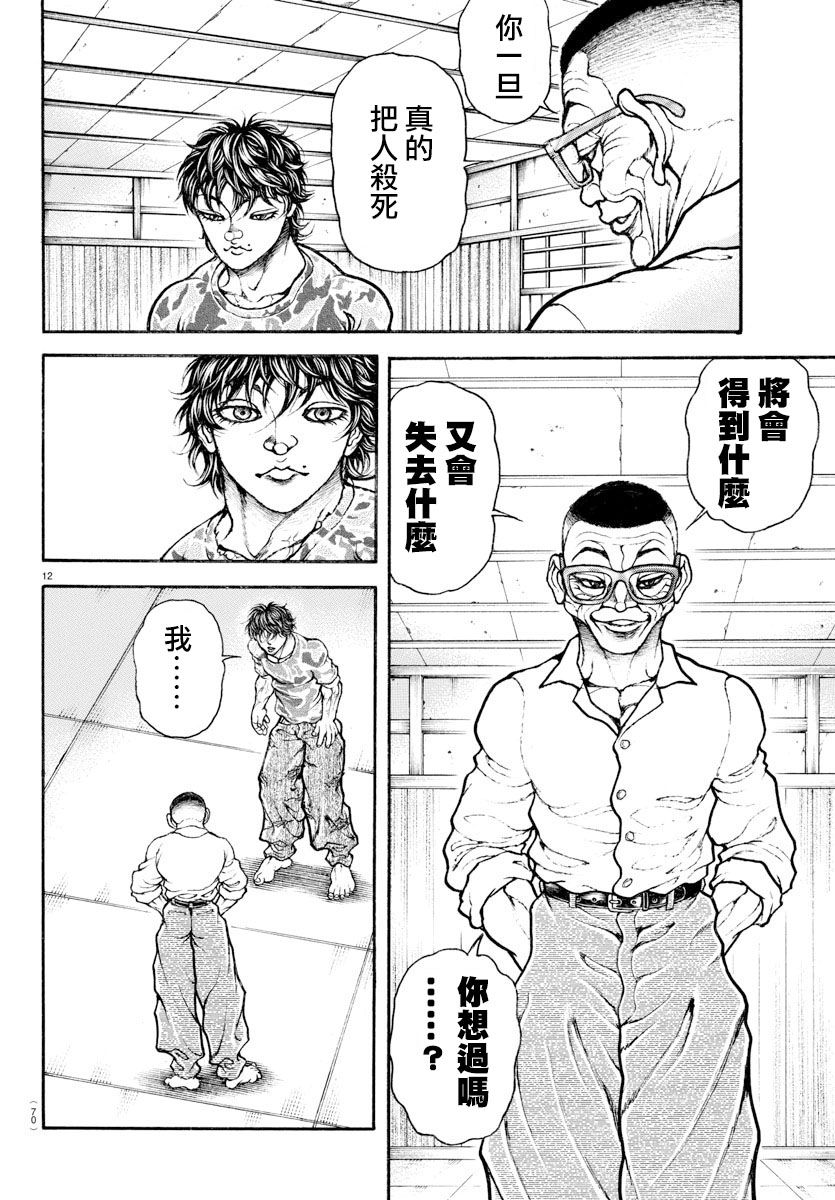 你一旦
真的
把人殺死
將會
得到什麼
又會
失去什麼
你想過嗎
……？
12
我……
(70)